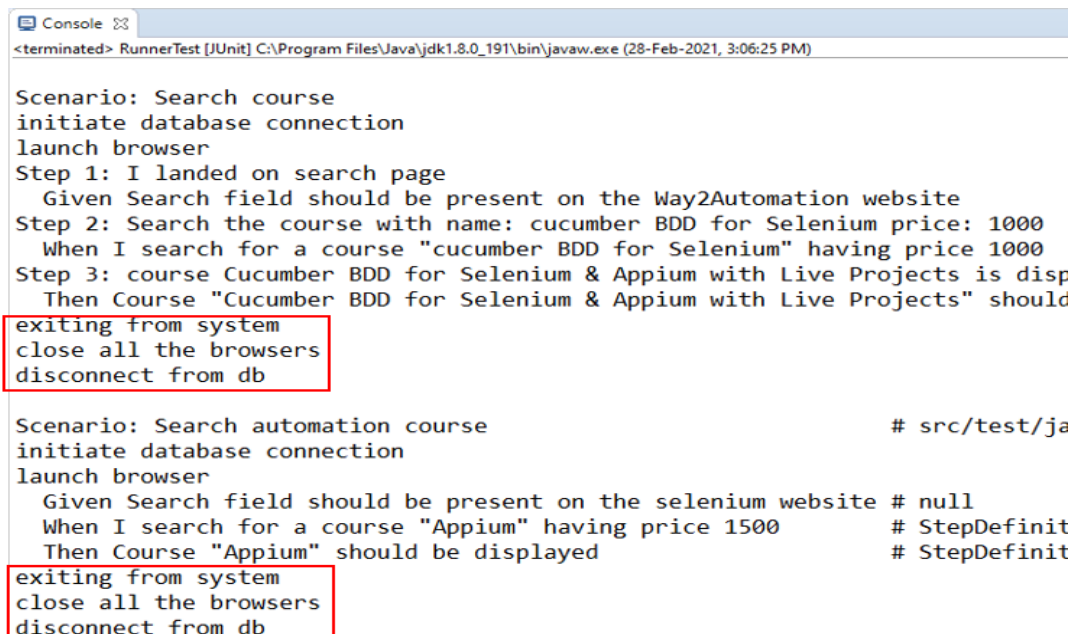 Console
<terminated> RunnerTest [JUnit] C:\Program Files\Java\jdk1.8.0_191\bin\javaw.exe (28-Feb-2021, 3:06:25 PM)
Scenario: Search course
initiate database connection
launch browser
Step 1: I landed on search page
Given Search field should be present on the Way2Automation website
Step 2: Search the course with name: cucumber BDD for Selenium price: 1000
When I search for a course "cucumber BDD for Selenium" having price 1000
Step 3: course Cucumber BDD for Selenium & Appium with Live Projects is disp
Then Course "Cucumber BDD for Selenium & Appium with Live Projects" should
exiting from system
close all the browsers
disconnect from db
Scenario: Search automation course # src/test/ja
initiate database connection
launch browser
Given Search field should be present on the selenium website # null
When I search for a course "Appium" having price 1500 # StepDefinit
Then Course "Appium" should be displayed # StepDefinit
exiting from system
close all the browsers
disconnect from db